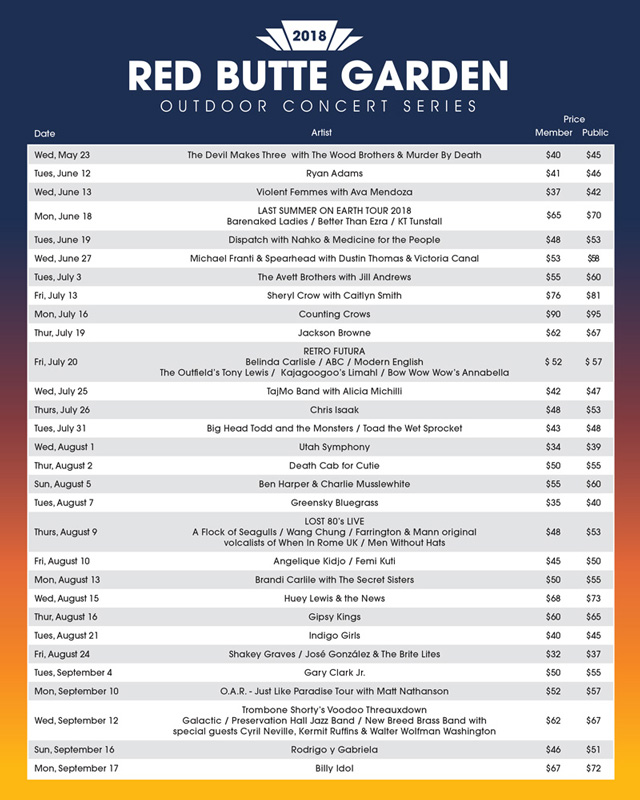 2018
RED BUTTE GARDEN
OUTDOOR CONCERT SERIES
Price
Date Artist Member Public
Wed, May 23 The Devil Makes Three with The Wood Brothers & Murder By Death $40 $45
Tues, June 12 Ryan Adams $41 $46
Wed, June 13 Violent Femmes with Ava Mendoza $37 $42
LAST SUMMER ON EARTH TOUR 2018
Mon, June 18 Barenaked Ladies / Better Than Ezra / KT Tunstall $65 $70
Tues, June 19 Dispatch with Nahko & Medicine for the People $48 $53
Wed, June 27 Michael Franti & Spearhead with Dustin Thomas & Victoria Canal $53 $58
Tues, July 3 The Avett Brothers with Jill Andrews $55 $60
Fri, July 13 Sheryl Crow with Caitlyn Smith $76 $81
Mon, July 16 Counting Crows $90 $95
Thur, July 19 Jackson Browne $62 $67
RETRO FUTURA
Fri, July 20 Belinda Carlisle / ABC / Modern English $ 52 $ 57
The Outfield's Tony Lewis / Kajagoogoo's Limahl / Bow Wow Wow's Annabella
Wed, July 25 TajMo Band with Alicia Michilli $42 $47
Thurs, July 26 Chris Isaak $48 $53
Tues, July 31 Big Head Todd and the Monsters / Toad the Wet Sprocket $43 $48
Wed, August 1 Utah Symphony $34 $39
Thur, August 2 Death Cab for Cutie $50 $55
Sun, August 5 Ben Harper & Charlie Musslewhite $55 $60
Tues, August 7 Greensky Bluegrass $35 $40
LOST 80's LIVE
Thurs, August 9 A Flock of Seagulls / Wang Chung / Farrington & Mann original $48 $53
volcalists of When In Rome UK / Men Without Hats
Fri, August 10 Angelique Kidjo / Femi Kuti $45 $50
Mon, August 13 Brandi Carlile with The Secret Sisters $50 $55
Wed, August 15 Huey Lewis & the News $68 $73
Thur, August 16 Gipsy Kings $60 $65
Tues, August 21 Indigo Girls $40 $45
Fri, August 24 Shakey Graves / José González & The Brite Lites $32 $37
Tues, September 4 Gary Clark Jr. $50 $55
Mon, September 10 O.A.R. - Just Like Paradise Tour with Matt Nathanson $52 $57
Trombone Shorty's Voodoo Threauxdown
Wed, September 12 Galactic / Preservation Hall Jazz Band / New Breed Brass Band with $62 $67
special guests Cyril Neville, Kermit Ruffins & Walter Wolfman Washington
Sun, September 16 Rodrigo y Gabriela $46 $51
Mon, September 17 Billy Idol $67 $72